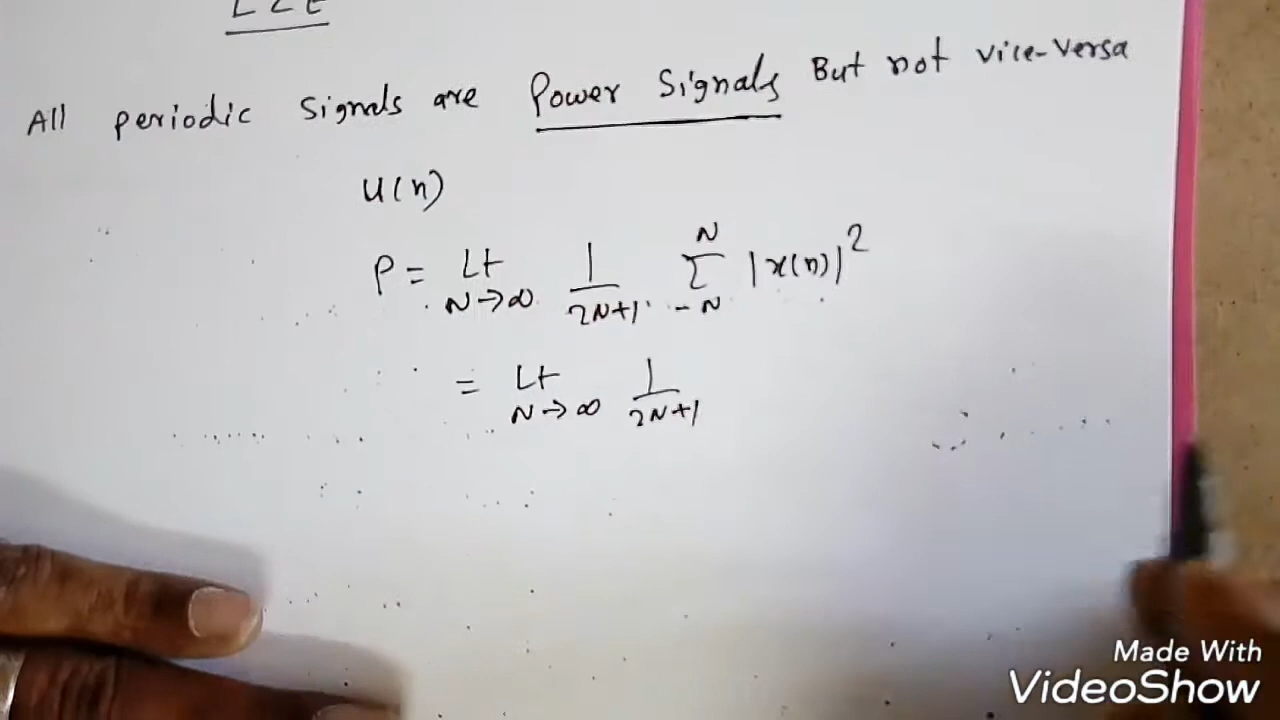 All periodic signals are Power Signals But not vice-versa
u(n)
P = Lt N→∞ 1/2N+1 Σ N -N |x(n)|²
= Lt N→∞ 1/2N+1
Made With
VideoShow